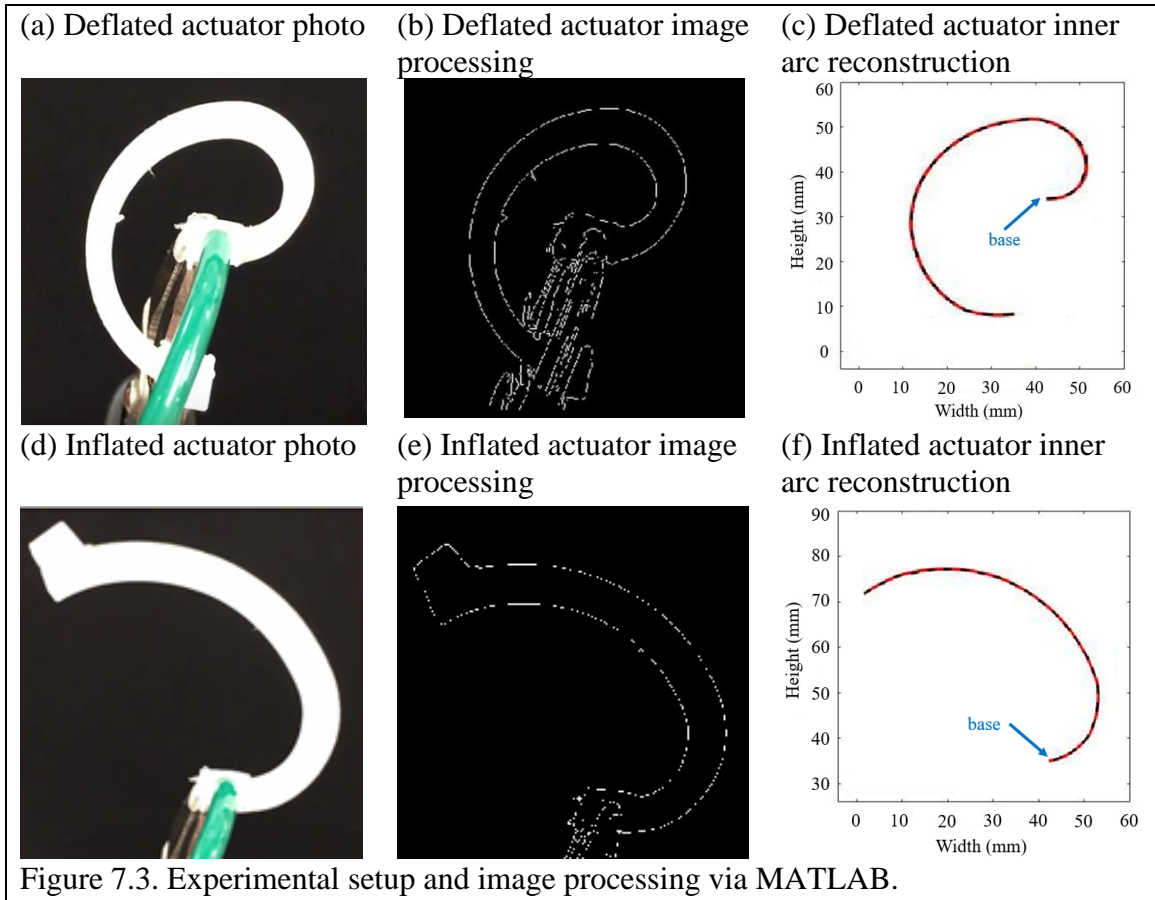 (a) Deflated actuator photo
(b) Deflated actuator image
processing
(c) Deflated actuator inner
arc reconstruction
60
50
40
30
20
10
0
Height (mm)
base
0 10 20 30 40 50 60
Width (mm)
(d) Inflated actuator photo
(e) Inflated actuator image
processing
(f) Inflated actuator inner
arc reconstruction
90
80
70
60
50
40
30
Height (mm)
base
0 10 20 30 40 50 60
Width (mm)
Figure 7.3. Experimental setup and image processing via MATLAB.